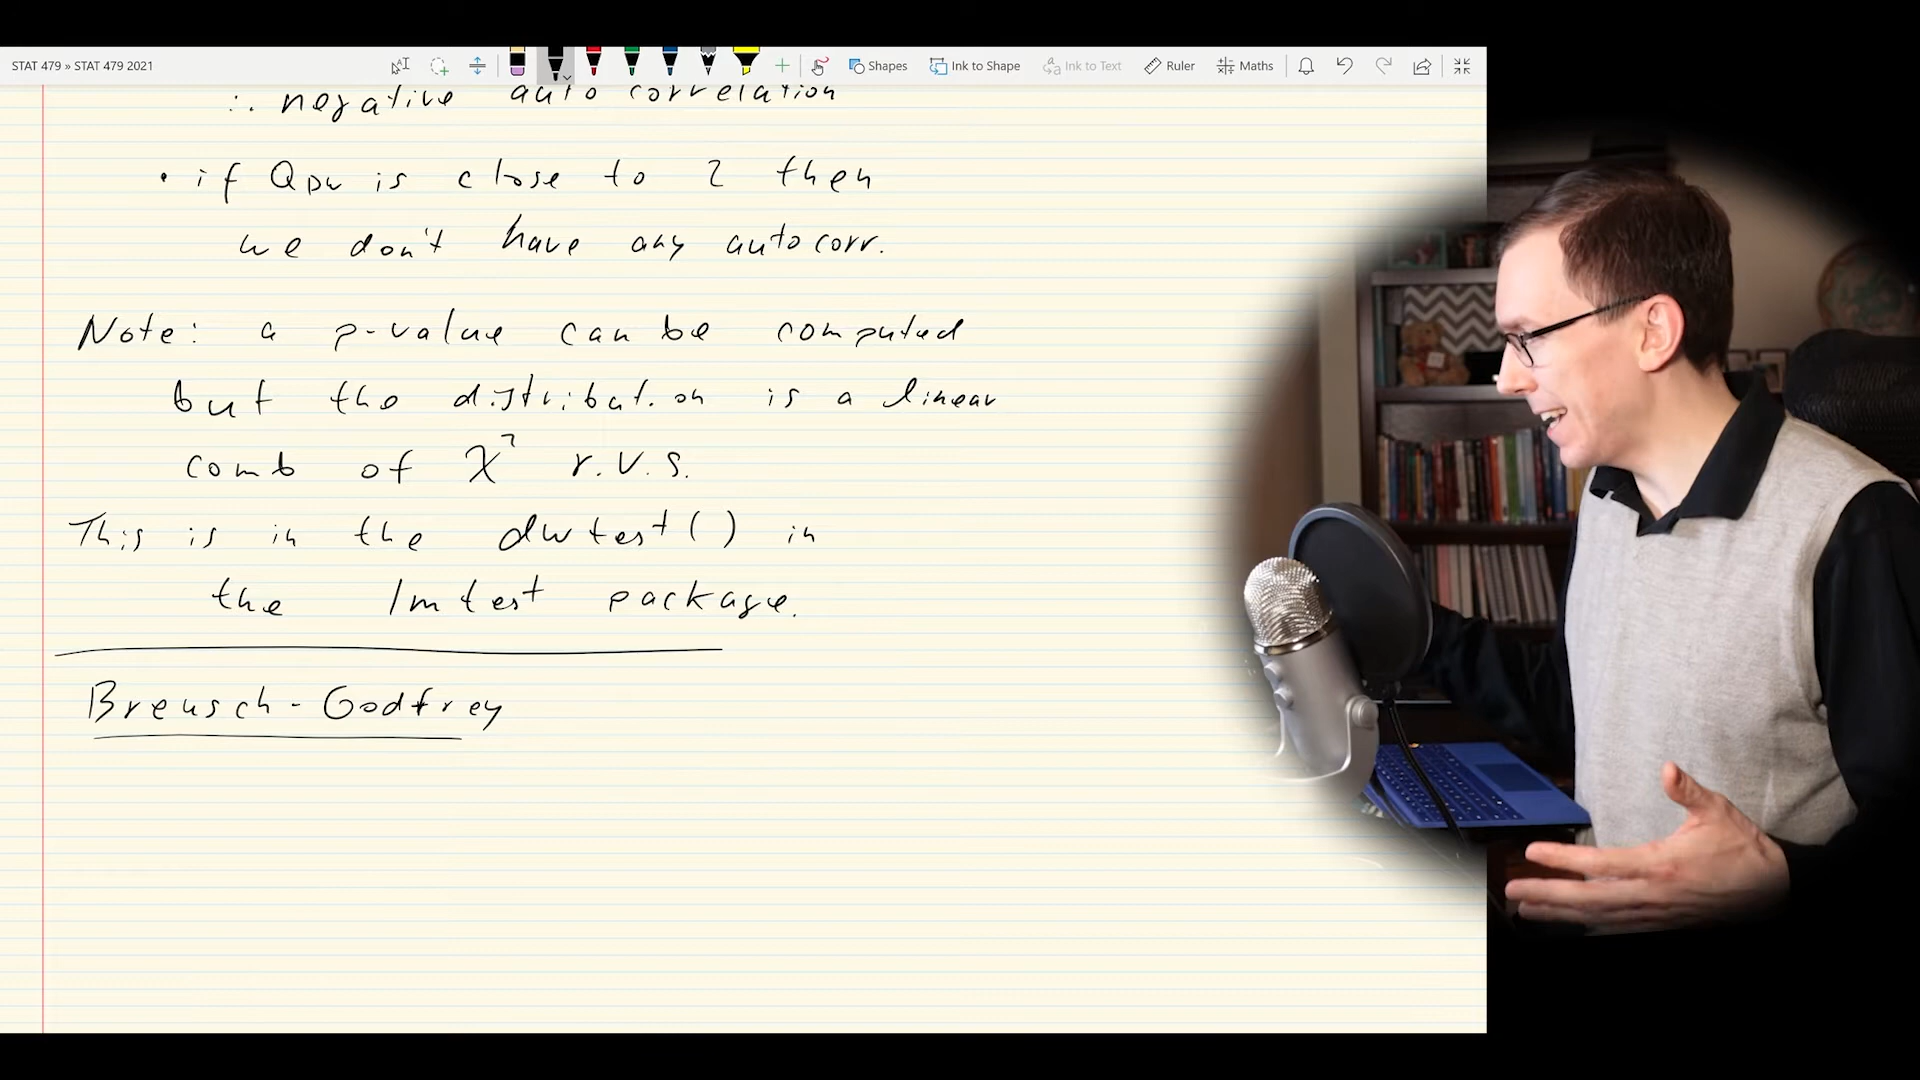 STAT 479 » STAT 479 2021
Shapes Ink to Shape Ink to Text Ruler Maths
∴ negative auto correlation
• if Q_DW is close to 2 then
we don't have any autocorr.
Note: a p-value can be computed
but the distribution is a linear
comb of χ² r.v.s.
This is in the dwtest() in
the lmtest package.
Breusch-Godfrey